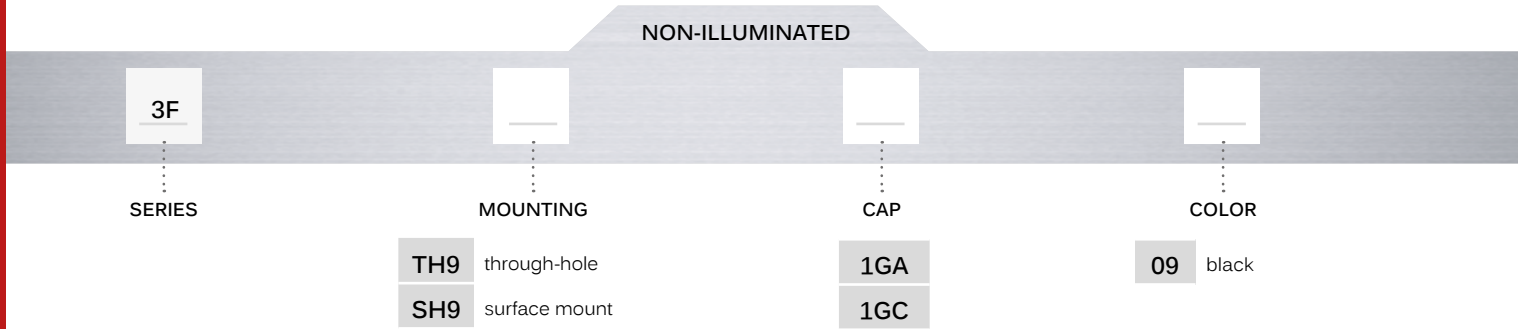 NON-ILLUMINATED
3F
SERIES
MOUNTING
CAP
COLOR
TH9 through-hole
SH9 surface mount
1GA
1GC
09 black